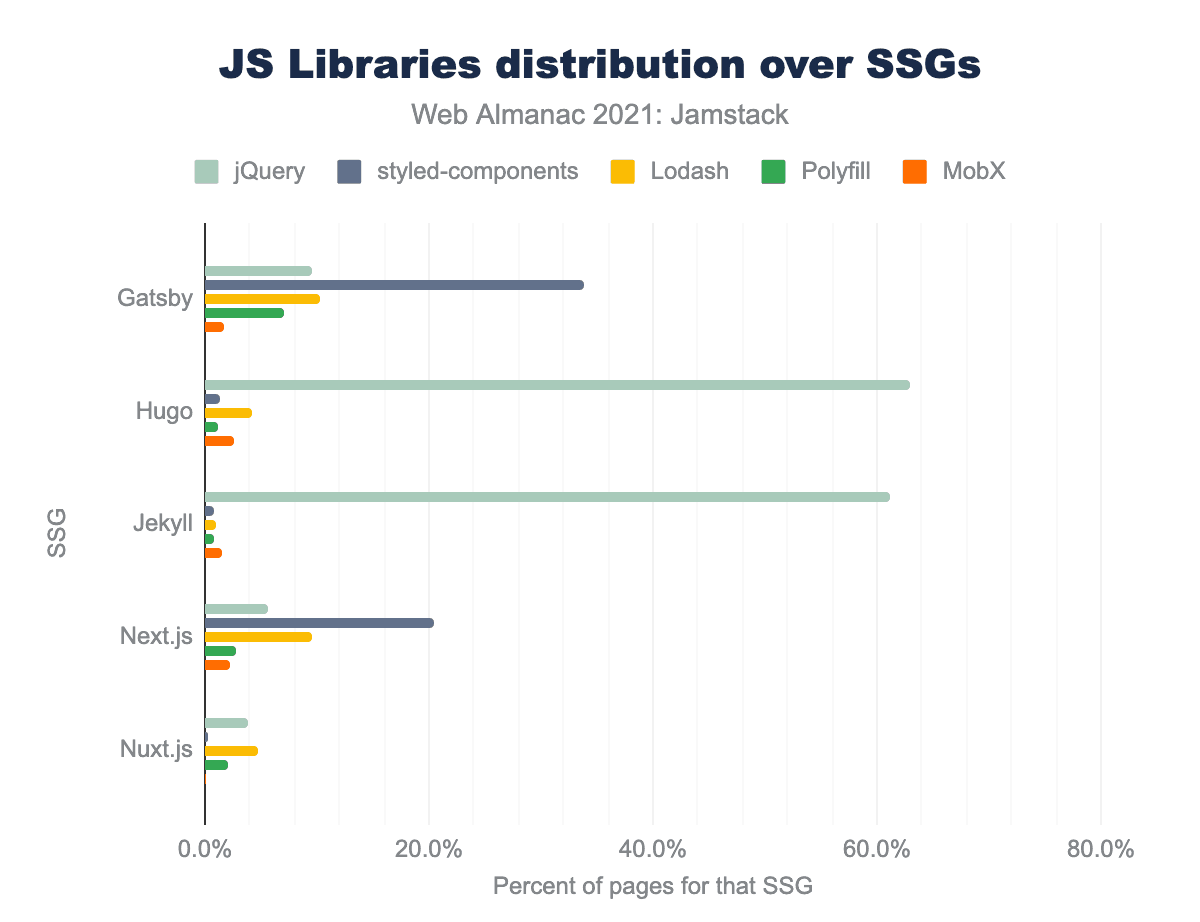 JS Libraries distribution over SSGs
Web Almanac 2021: Jamstack
jQuery styled-components Lodash Polyfill MobX
Gatsby
Hugo
Jekyll
Next.js
Nuxt.js
SSG
0.0% 20.0% 40.0% 60.0% 80.0%
Percent of pages for that SSG